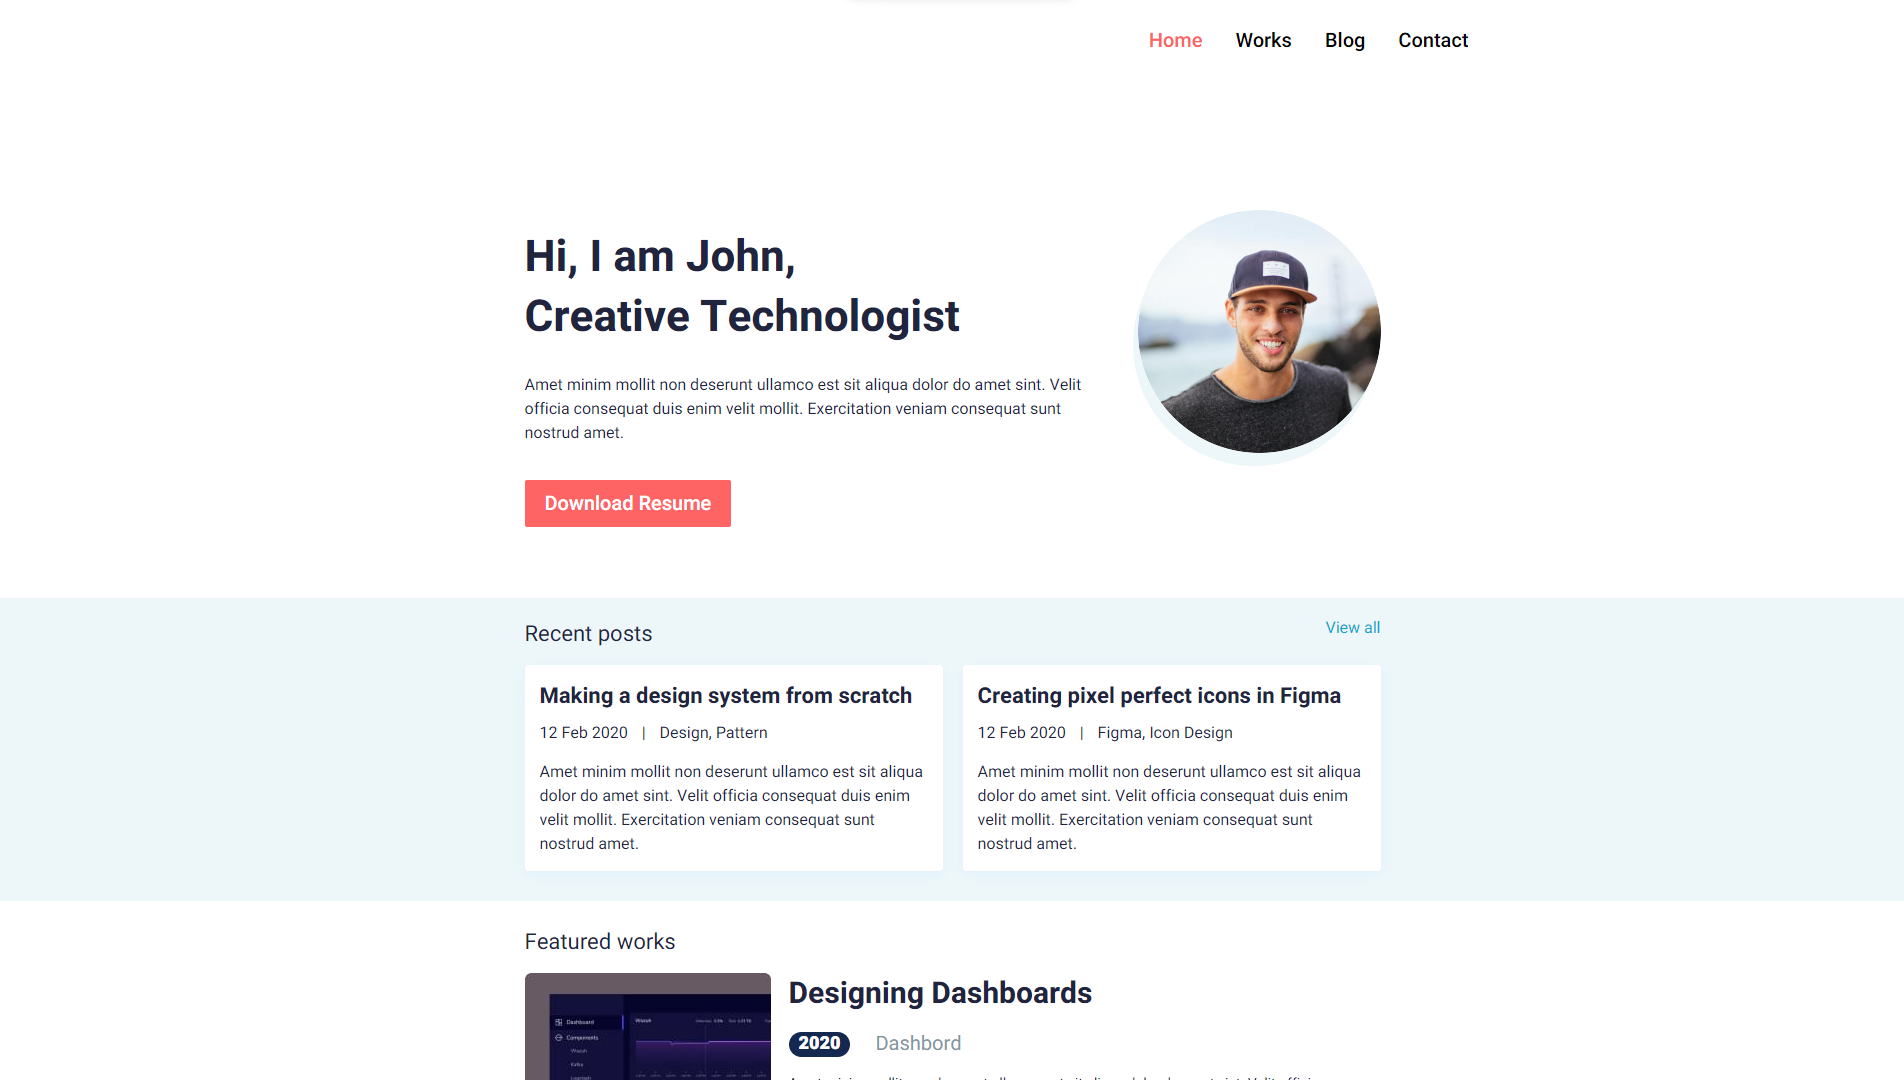 Home Works Blog Contact
Hi, I am John,
Creative Technologist
Amet minim mollit non deserunt ullamco est sit aliqua dolor do amet sint. Velit
officia consequat duis enim velit mollit. Exercitation veniam consequat sunt
nostrud amet.
Download Resume
Recent posts
View all
Making a design system from scratch
12 Feb 2020 | Design, Pattern
Amet minim mollit non deserunt ullamco est sit aliqua
dolor do amet sint. Velit officia consequat duis enim
velit mollit. Exercitation veniam consequat sunt
nostrud amet.
Creating pixel perfect icons in Figma
12 Feb 2020 | Figma, Icon Design
Amet minim mollit non deserunt ullamco est sit aliqua
dolor do amet sint. Velit officia consequat duis enim
velit mollit. Exercitation veniam consequat sunt
nostrud amet.
Featured works
Dashboard
Components
Wazuh
Kafka
Wazuh
Designing Dashboards
2020 Dashbord